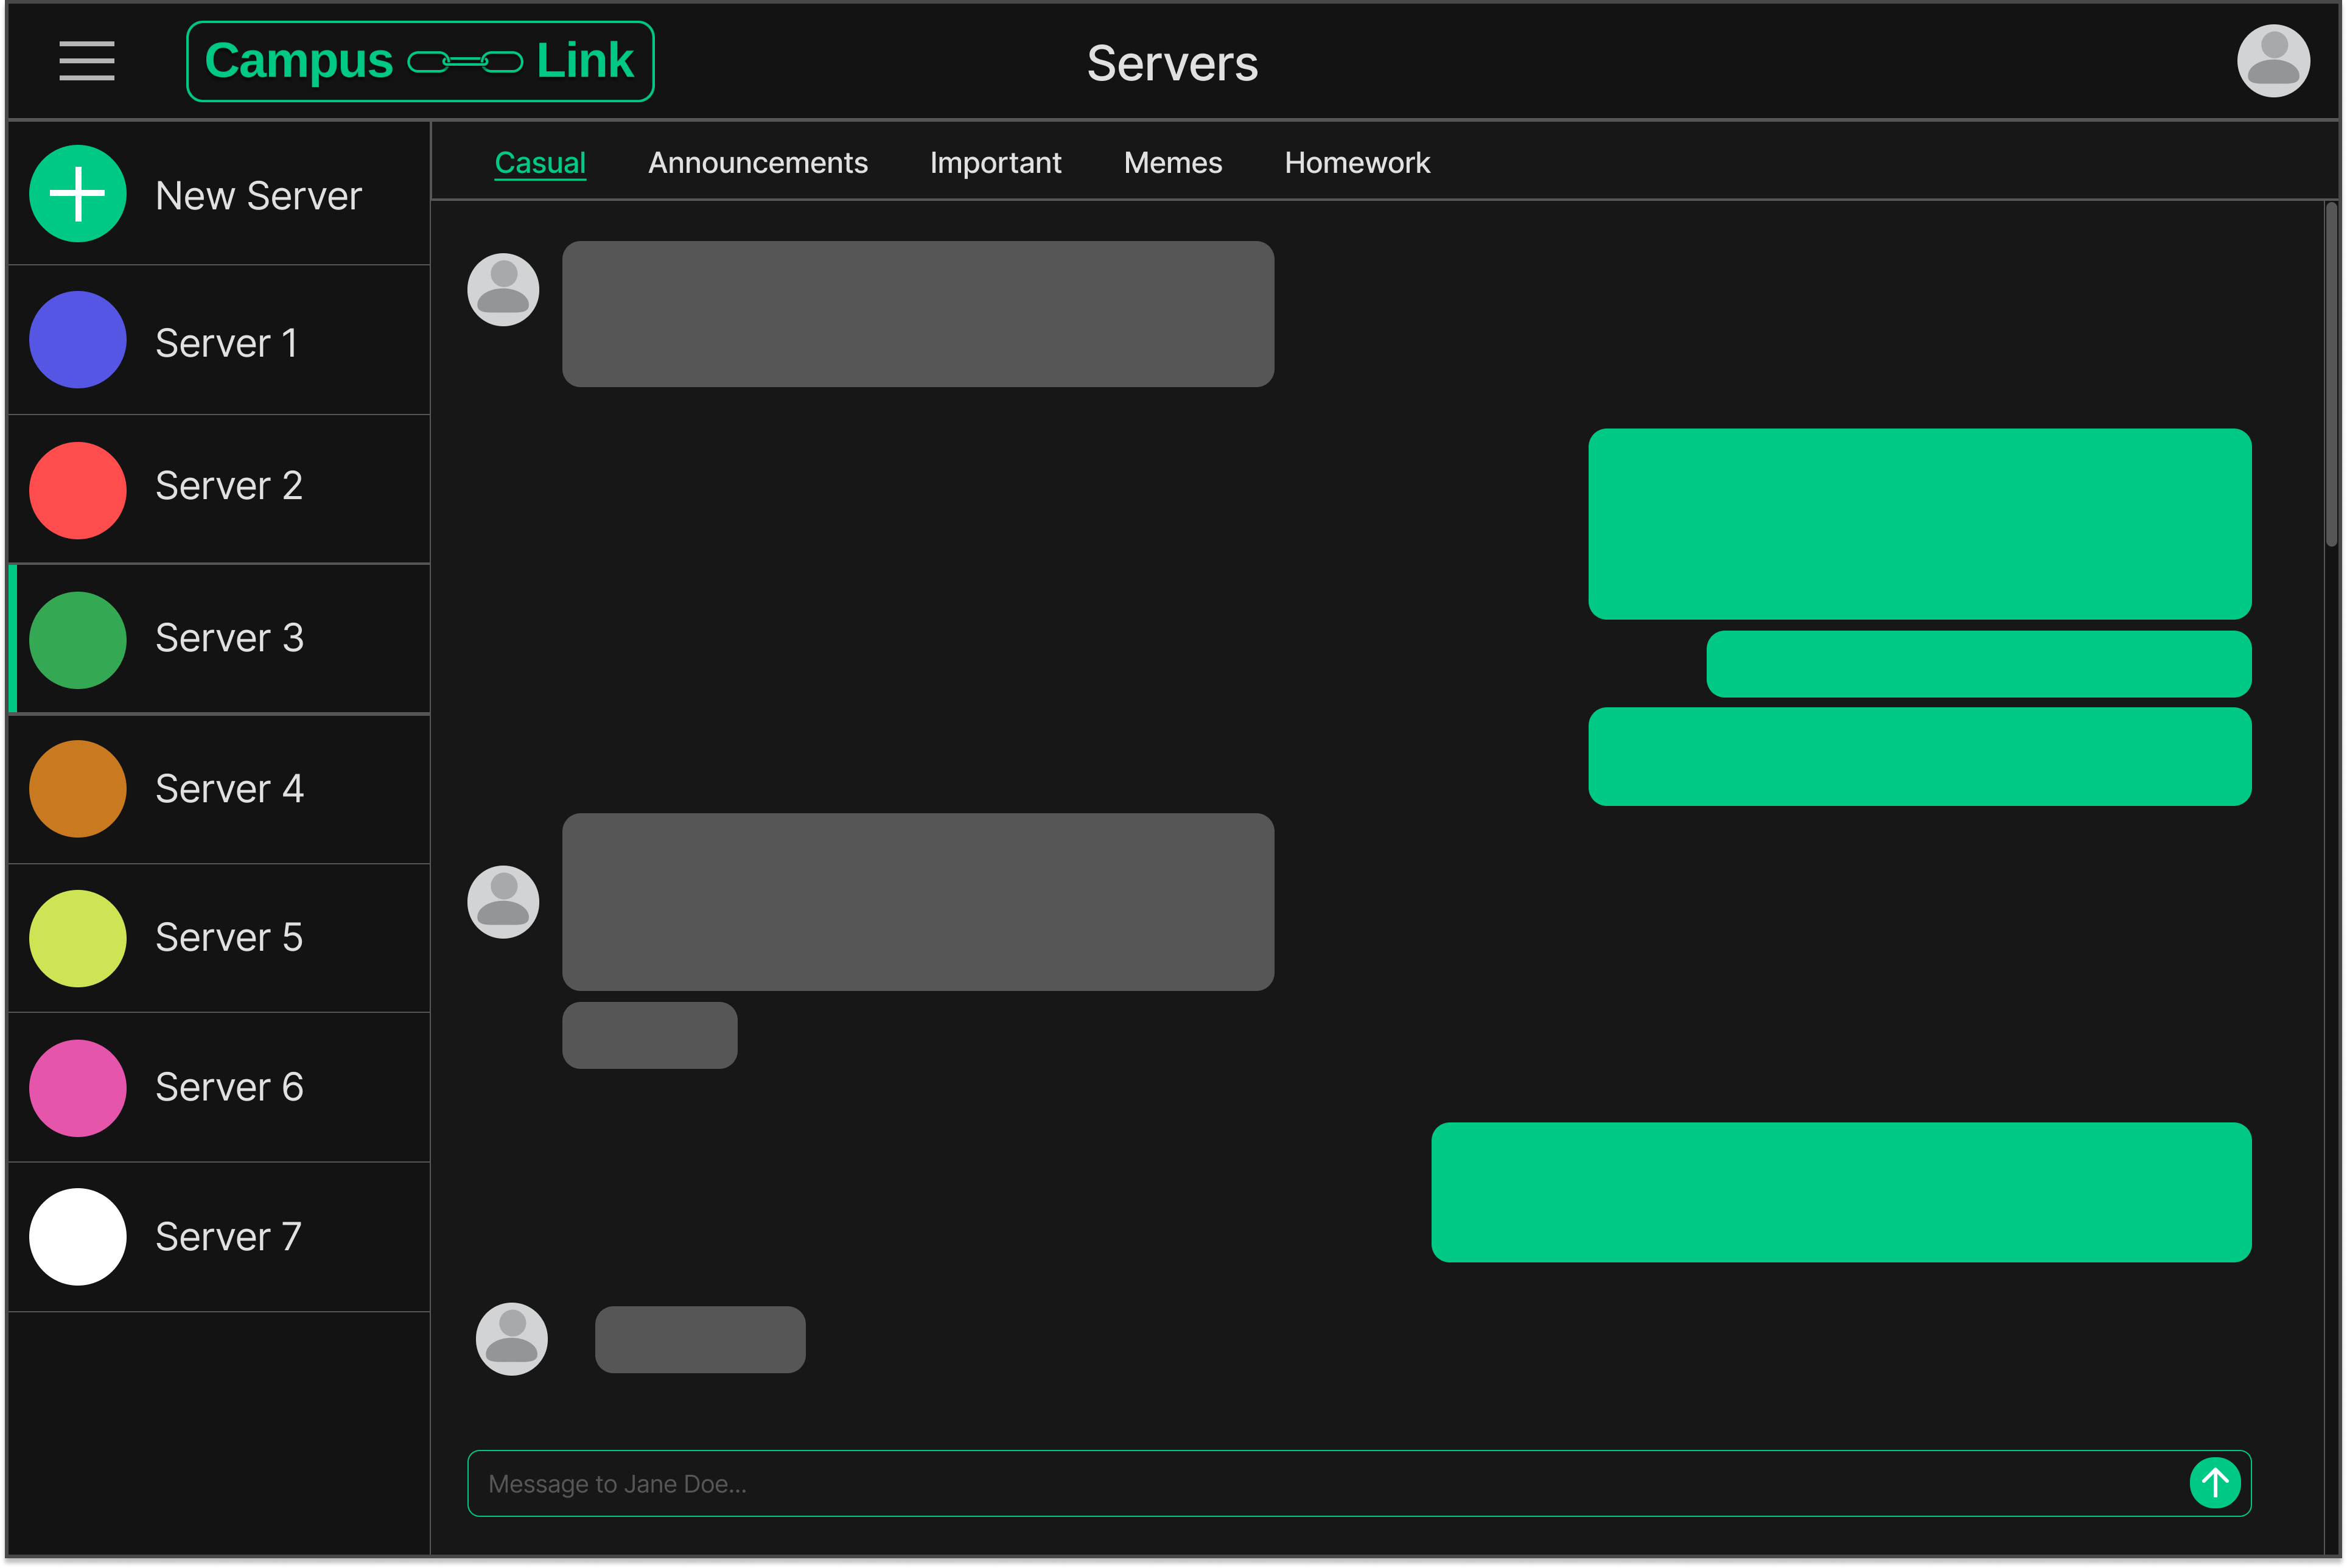 Campus Link
Servers
New Server
Server 1
Server 2
Server 3
Server 4
Server 5
Server 6
Server 7
Casual Announcements Important Memes Homework
Message to Jane Doe...